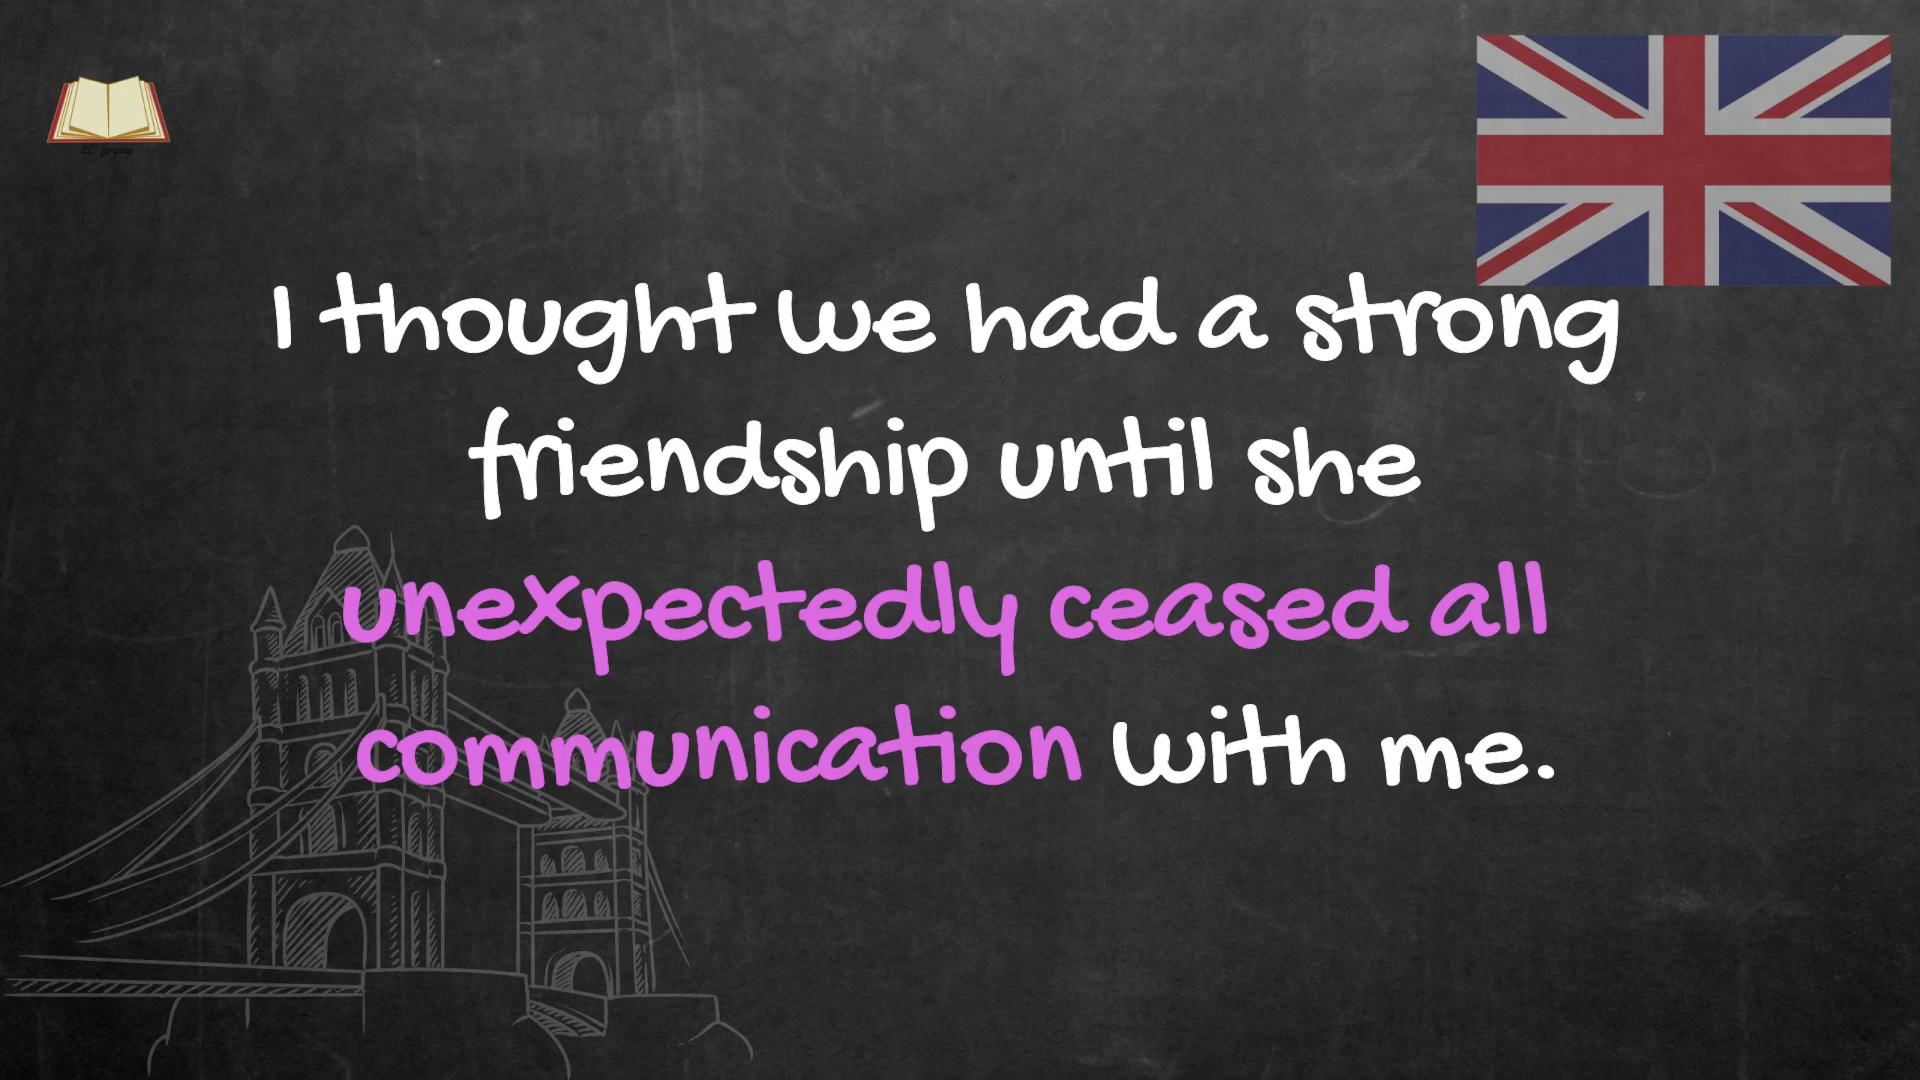 I thought we had a strong
friendship until she
unexpectedly ceased all
communication with me.